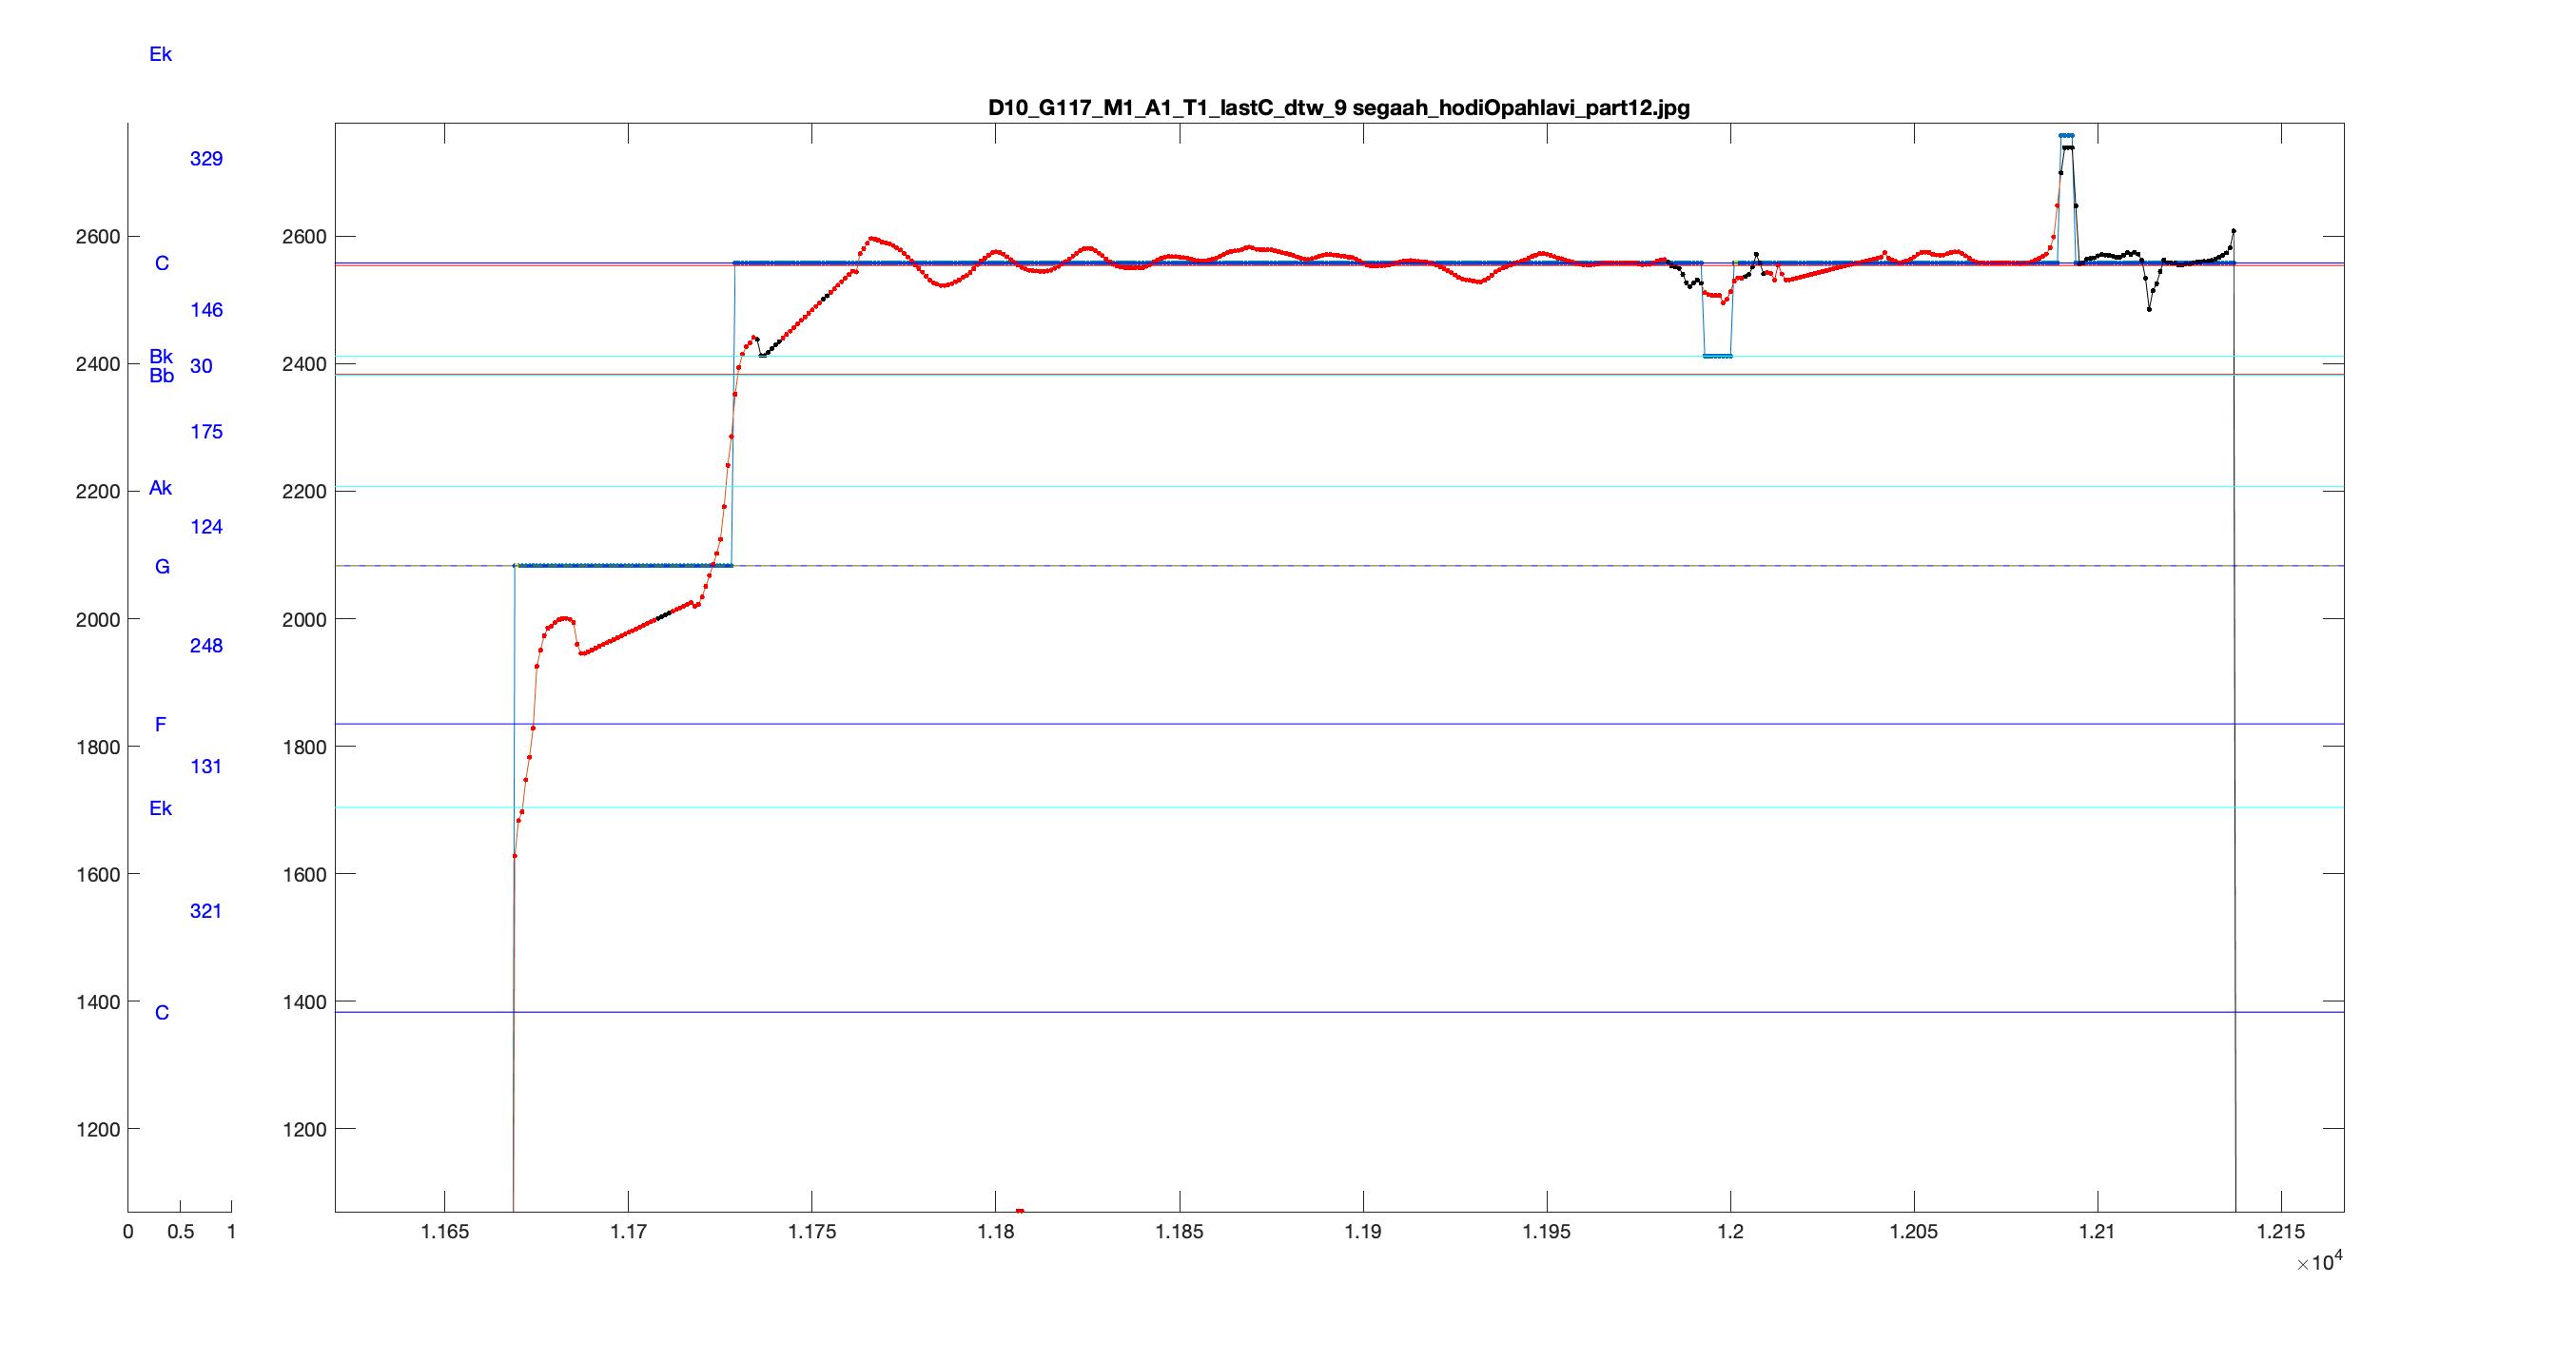 Ek
D10_G117_M1_A1_T1_lastC_dtw_9 segaah_hodiOpahlavi_part12.jpg
329
2600
2600
C
146
Bk
2400
30
2400
Bb
175
Ak
2200
2200
124
G
2000
2000
248
F
1800
1800
131
Ek
1600
1600
321
1400
1400
C
1200
1200
0 0.5 1
1.165 1.17 1.175 1.18 1.185 1.19 1.195 1.2 1.205 1.21 1.215
×10⁴